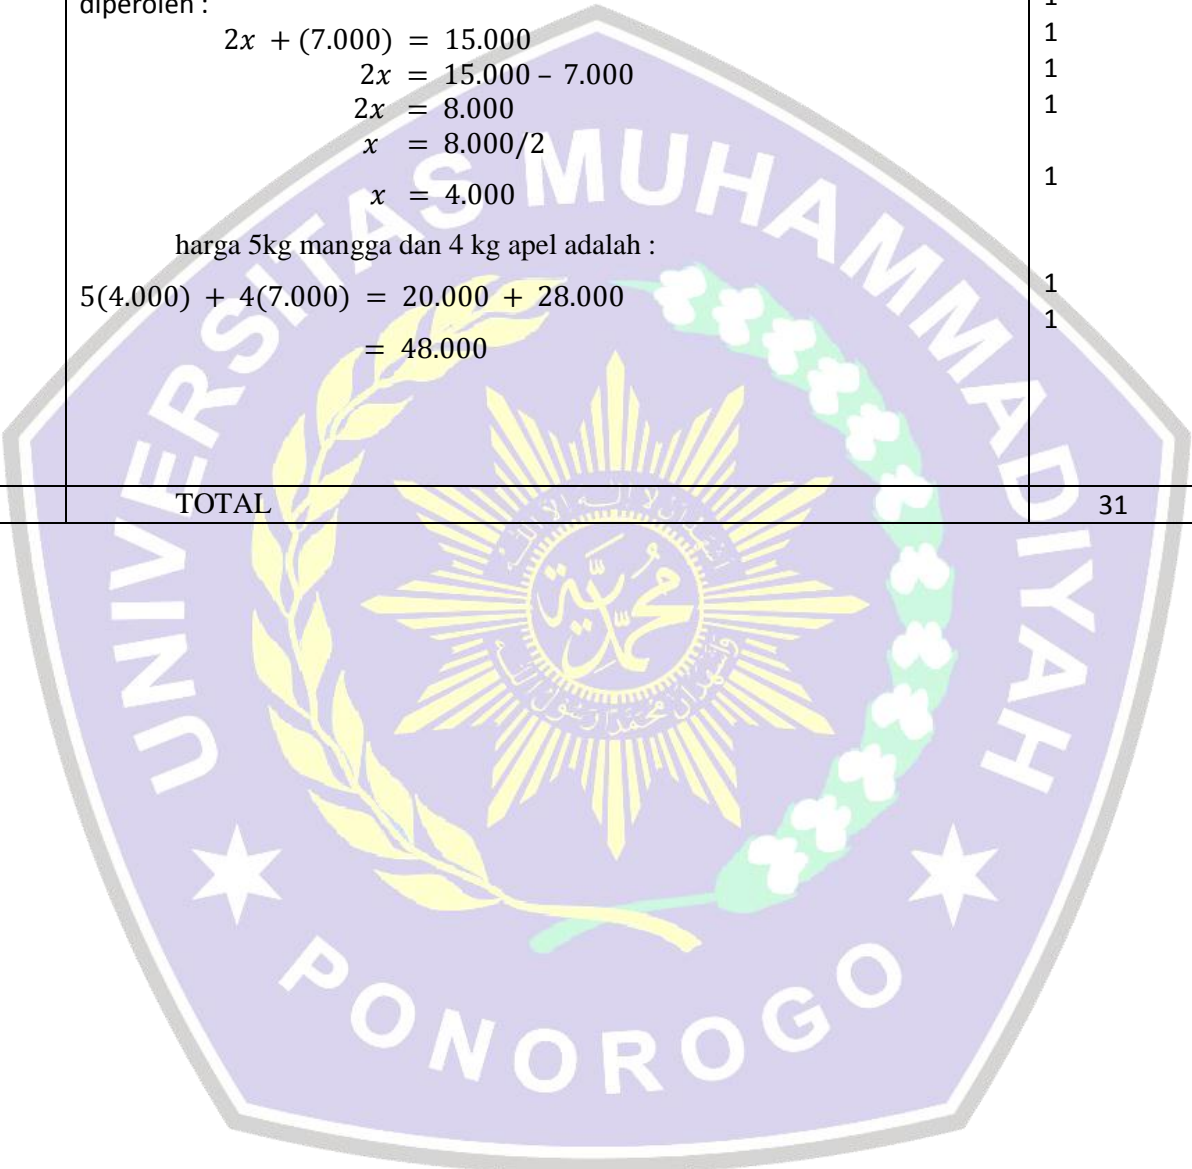 diperoleh :
1
2x + (7.000) = 15.000
1
2x = 15.000 – 7.000
1
2x = 8.000
1
x = 8.000/2
x = 4.000
1
harga 5kg mangga dan 4 kg apel adalah :
5(4.000) + 4(7.000) = 20.000 + 28.000
1
= 48.000
1
TOTAL
31
UNIVERSITAS MUHAMMADIYAH
PONOROGO
محمدية